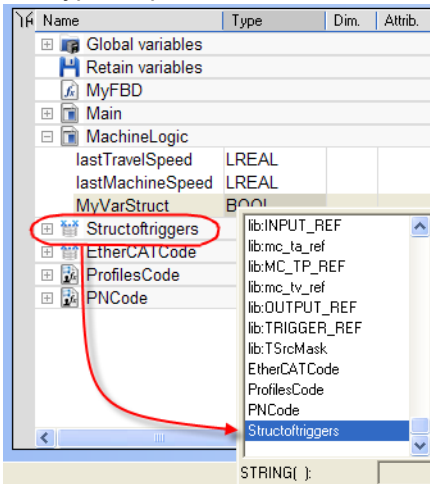 Name Type Dim. Attrib.
Global variables
Retain variables
MyFBD
Main
MachineLogic
lastTravelSpeed LREAL
lastMachineSpeed LREAL
MyVarStruct BOOL
Structoftriggers
EtherCATCode
ProfilesCode
PNCode
lib:INPUT_REF
lib:mc_ta_ref
lib:MC_TP_REF
lib:mc_tv_ref
lib:OUTPUT_REF
lib:TRIGGER_REF
lib:TSrcMask
EtherCATCode
ProfilesCode
PNCode
Structoftriggers
STRING( ):